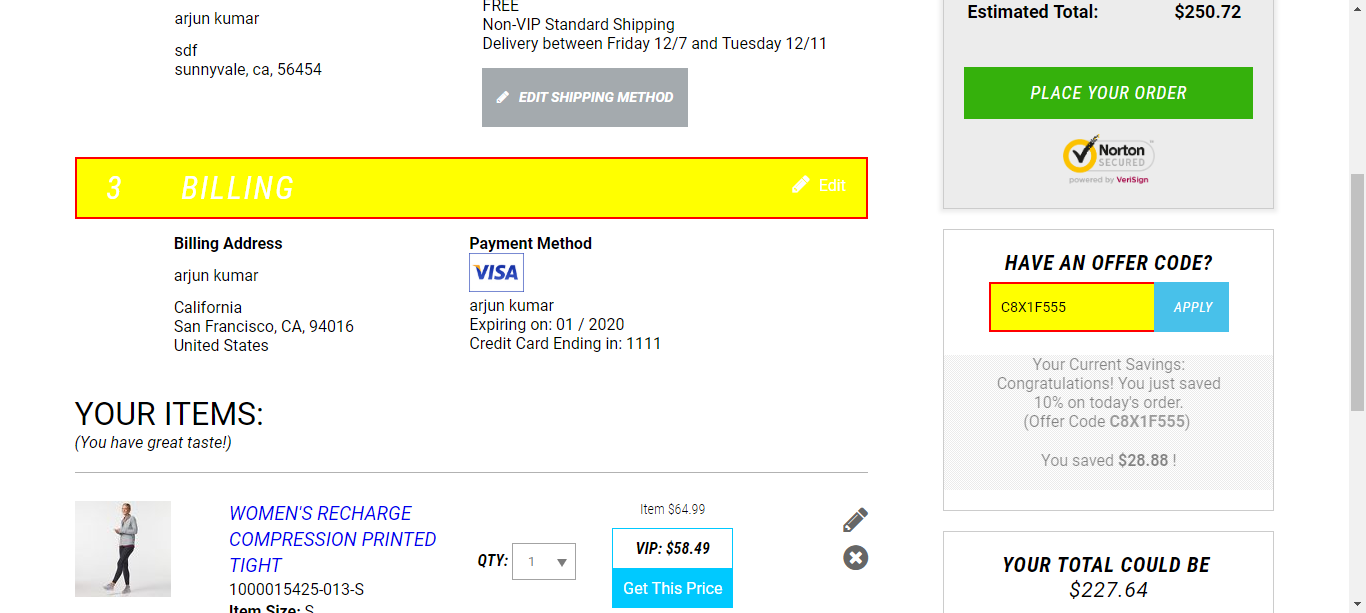 arjun kumar
sdf
sunnyvale, ca, 56454
FREE
Non-VIP Standard Shipping
Delivery between Friday 12/7 and Tuesday 12/11
EDIT SHIPPING METHOD
3 BILLING Edit
Billing Address
arjun kumar
California
San Francisco, CA, 94016
United States
Payment Method
VISA
arjun kumar
Expiring on: 01 / 2020
Credit Card Ending in: 1111
YOUR ITEMS:
(You have great taste!)
WOMEN'S RECHARGE
COMPRESSION PRINTED
TIGHT
1000015425-013-S
Item Size: S
QTY: 1
Item $64.99
VIP: $58.49
Get This Price
Estimated Total: $250.72
PLACE YOUR ORDER
Norton
SECURED
powered by VeriSign
HAVE AN OFFER CODE?
C8X1F555 APPLY
Your Current Savings:
Congratulations! You just saved
10% on today's order.
(Offer Code C8X1F555)
You saved $28.88 !
YOUR TOTAL COULD BE
$227.64